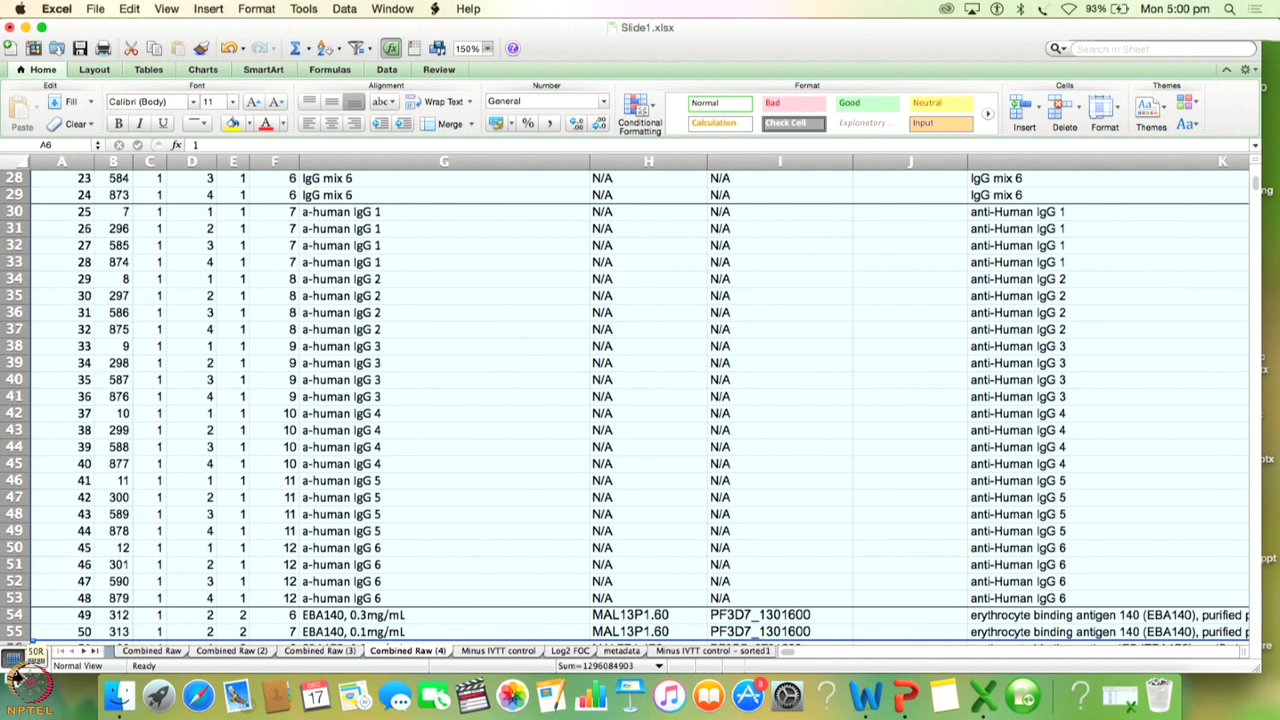 Excel File Edit View Insert Format Tools Data Window Help 93% Mon 5:00 pm
Slide1.xlsx
150% Search in Sheet
Home Layout Tables Charts SmartArt Formulas Data Review
Edit Font Alignment Number Format Cells Themes
Fill Calibri (Body) 11 abc Wrap Text General Normal Bad Good Neutral
Paste Clear B I U Merge Conditional Formatting Calculation Check Cell Explanatory ... Input Insert Delete Format Themes Aa
A6 fx 1
A B C D E F G H I J K
28 23 584 1 3 1 6 IgG mix 6 N/A N/A IgG mix 6
29 24 873 1 4 1 6 IgG mix 6 N/A N/A IgG mix 6
30 25 7 1 1 1 7 a-human IgG 1 N/A N/A anti-Human IgG 1
31 26 296 1 2 1 7 a-human IgG 1 N/A N/A anti-Human IgG 1
32 27 585 1 3 1 7 a-human IgG 1 N/A N/A anti-Human IgG 1
33 28 874 1 4 1 7 a-human IgG 1 N/A N/A anti-Human IgG 1
34 29 8 1 1 1 8 a-human IgG 2 N/A N/A anti-Human IgG 2
35 30 297 1 2 1 8 a-human IgG 2 N/A N/A anti-Human IgG 2
36 31 586 1 3 1 8 a-human IgG 2 N/A N/A anti-Human IgG 2
37 32 875 1 4 1 8 a-human IgG 2 N/A N/A anti-Human IgG 2
38 33 9 1 1 1 9 a-human IgG 3 N/A N/A anti-Human IgG 3
39 34 298 1 2 1 9 a-human IgG 3 N/A N/A anti-Human IgG 3
40 35 587 1 3 1 9 a-human IgG 3 N/A N/A anti-Human IgG 3
41 36 876 1 4 1 9 a-human IgG 3 N/A N/A anti-Human IgG 3
42 37 10 1 1 1 10 a-human IgG 4 N/A N/A anti-Human IgG 4
43 38 299 1 2 1 10 a-human IgG 4 N/A N/A anti-Human IgG 4
44 39 588 1 3 1 10 a-human IgG 4 N/A N/A anti-Human IgG 4
45 40 877 1 4 1 10 a-human IgG 4 N/A N/A anti-Human IgG 4
46 41 11 1 1 1 11 a-human IgG 5 N/A N/A anti-Human IgG 5
47 42 300 1 2 1 11 a-human IgG 5 N/A N/A anti-Human IgG 5
48 43 589 1 3 1 11 a-human IgG 5 N/A N/A anti-Human IgG 5
49 44 878 1 4 1 11 a-human IgG 5 N/A N/A anti-Human IgG 5
50 45 12 1 1 1 12 a-human IgG 6 N/A N/A anti-Human IgG 6
51 46 301 1 2 1 12 a-human IgG 6 N/A N/A anti-Human IgG 6
52 47 590 1 3 1 12 a-human IgG 6 N/A N/A anti-Human IgG 6
53 48 879 1 4 1 12 a-human IgG 6 N/A N/A anti-Human IgG 6
54 49 312 1 2 2 6 EBA140, 0.3mg/mL MAL13P1.60 PF3D7_1301600 erythrocyte binding antigen 140 (EBA140), purified p
55 50 313 1 2 2 7 EBA140, 0.1mg/mL MAL13P1.60 PF3D7_1301600 erythrocyte binding antigen 140 (EBA140), purified p
Combined Raw Combined Raw (2) Combined Raw (3) Combined Raw (4) Minus IVTT control Log2 FOC metadata Minus IVTT control - sorted1
Normal View Ready Sum=1296084903
DEC 17 3
NPTEL